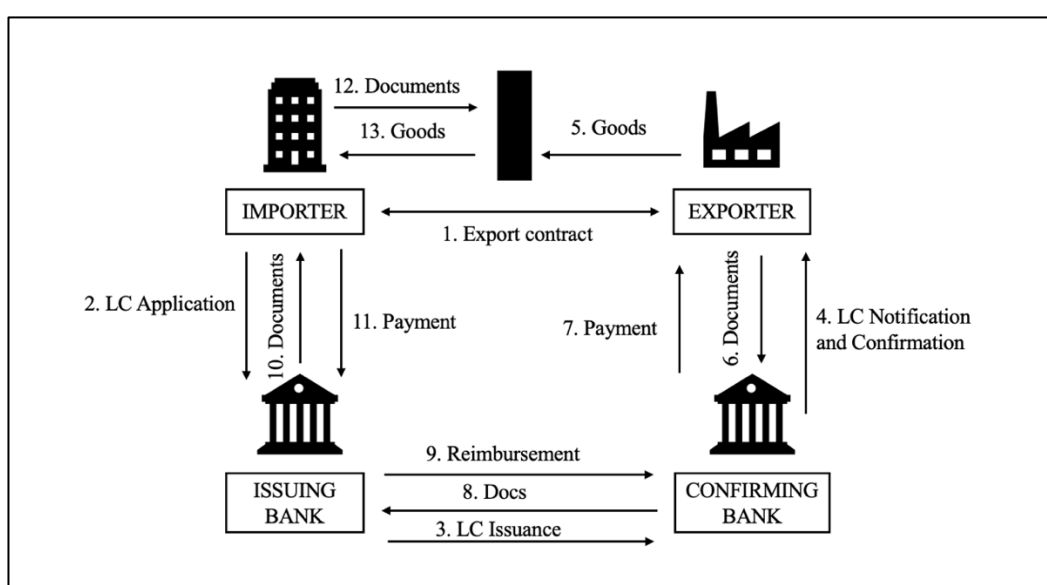 12. Documents
13. Goods
5. Goods
IMPORTER
EXPORTER
1. Export contract
2. LC Application
10. Documents
11. Payment
7. Payment
6. Documents
4. LC Notification
and Confirmation
9. Reimbursement
ISSUING
BANK
8. Docs
CONFIRMING
BANK
3. LC Issuance